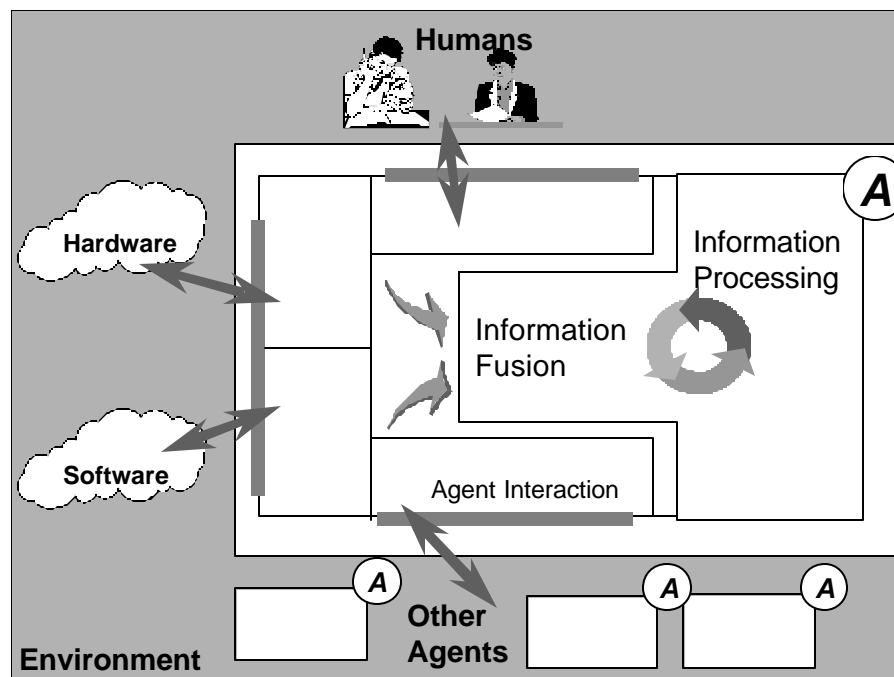 Humans
A
Hardware
Information
Processing
Information
Fusion
Software
Agent Interaction
A
A
A
Other
Agents
Environment